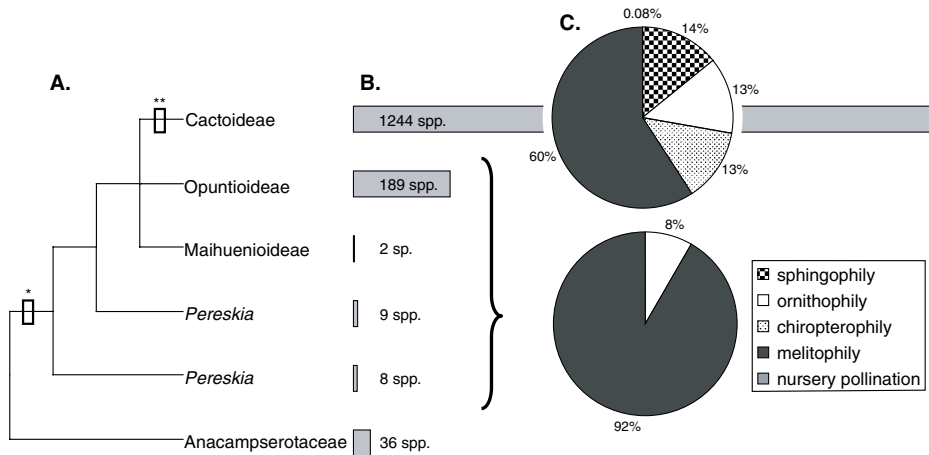 A.
B.
C.
**
Cactoideae
1244 spp.
Opuntioideae
189 spp.
Maihuenioideae
2 sp.
*
Pereskia
9 spp.
Pereskia
8 spp.
Anacampserotaceae
36 spp.
0.08%
14%
13%
13%
60%
8%
92%
sphingophily
ornithophily
chiropterophily
melitophily
nursery pollination